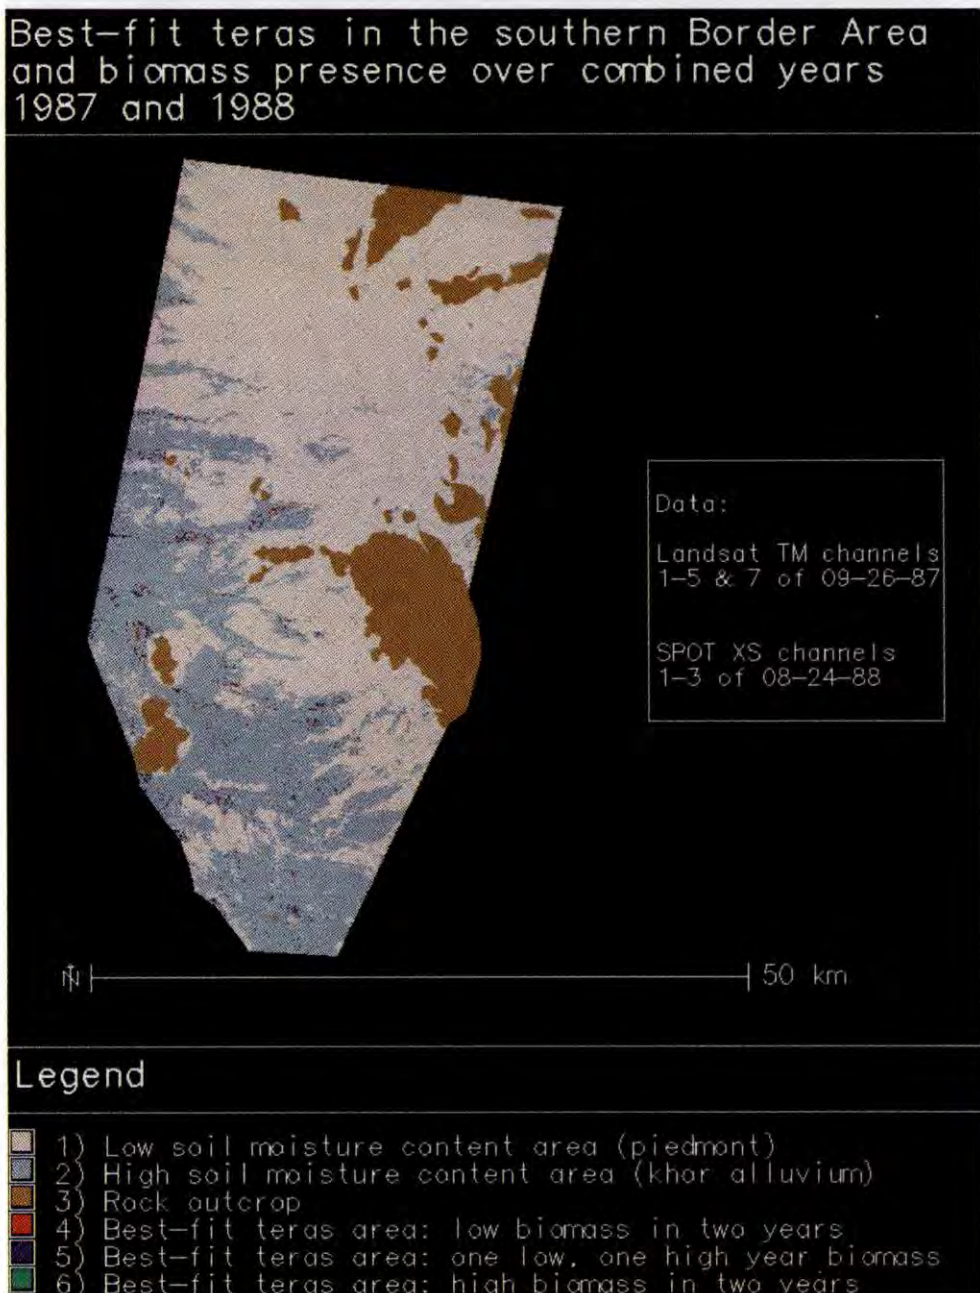 Best-fit teras in the southern Border Area
and biomass presence over combined years
1987 and 1988
Data:
Landsat TM channels
1-5 & 7 of 09-26-87
SPOT XS channels
1-3 of 08-24-88
N
50 km
Legend
1) Low soil moisture content area (piedmont)
2) High soil moisture content area (khor alluvium)
3) Rock outcrop
4) Best-fit teras area: low biomass in two years
5) Best-fit teras area: one low, one high year biomass
6) Best-fit teras area: high biomass in two years